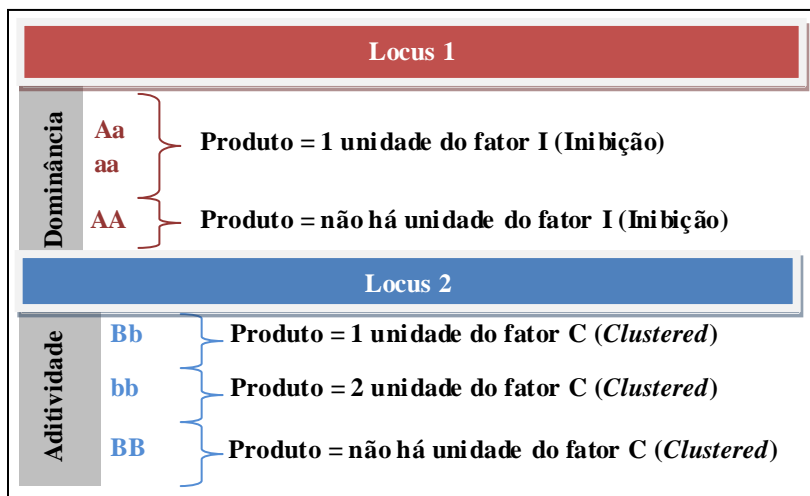 Locus 1
Dominância
Aa
aa
Produto = 1 unidade do fator I (Inibição)
AA
Produto = não há unidade do fator I (Inibição)
Locus 2
Aditividade
Bb
Produto = 1 unidade do fator C (Clustered)
bb
Produto = 2 unidade do fator C (Clustered)
BB
Produto = não há unidade do fator C (Clustered)